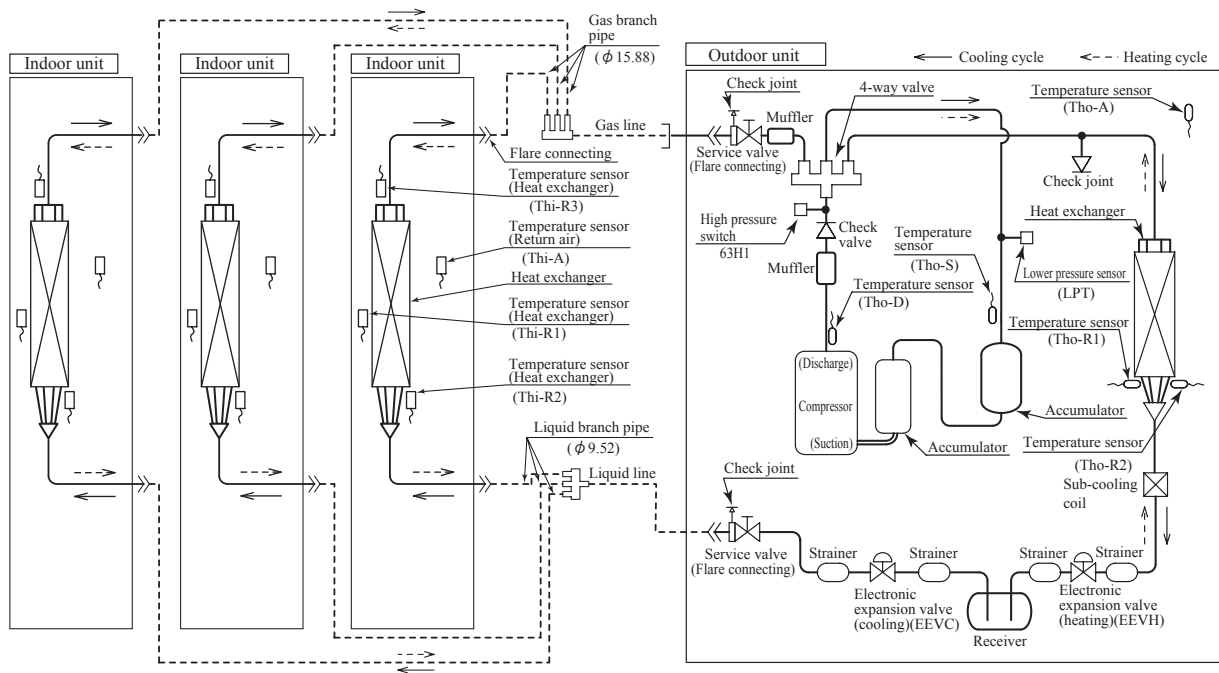 Indoor unit
Indoor unit
Indoor unit
Gas branch
pipe
(ϕ15.88)
Gas line
Flare connecting
Temperature sensor
(Heat exchanger)
(Thi-R3)
Temperature sensor
(Return air)
(Thi-A)
Heat exchanger
Temperature sensor
(Heat exchanger)
(Thi-R1)
Temperature sensor
(Heat exchanger)
(Thi-R2)
Liquid branch pipe
(ϕ9.52)
Liquid line
Outdoor unit
Cooling cycle
Heating cycle
Check joint
4-way valve
Temperature sensor
(Tho-A)
Muffler
Service valve
(Flare connecting)
Check joint
High pressure
switch
63H1
Check
valve
Temperature
sensor
(Tho-S)
Heat exchanger
Muffler
Temperature sensor
(Tho-D)
Lower pressure sensor
(LPT)
Temperature sensor
(Tho-R1)
(Discharge)
Compressor
(Suction)
Accumulator
Accumulator
Temperature sensor
(Tho-R2)
Sub-cooling
coil
Check joint
Service valve
(Flare connecting)
Strainer
Strainer
Strainer
Strainer
Electronic
expansion valve
(cooling)(EEVC)
Electronic
expansion valve
(heating)(EEVH)
Receiver